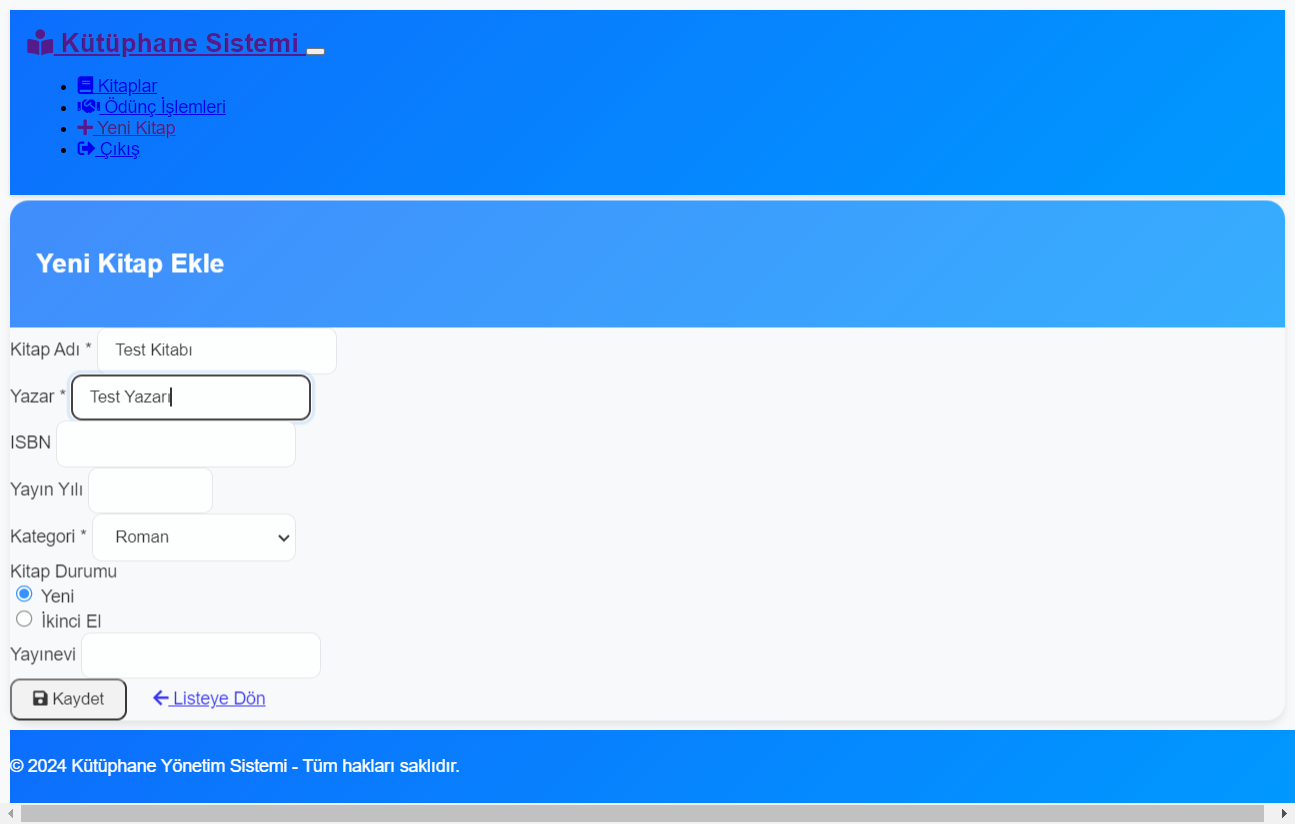 Kütüphane Sistemi
Kitaplar
Ödünç İşlemleri
Yeni Kitap
Çıkış
Yeni Kitap Ekle
Kitap Adı * Test Kitabı
Yazar * Test Yazarı
ISBN
Yayın Yılı
Kategori * Roman
Kitap Durumu
Yeni
İkinci El
Yayınevi
Kaydet Listeye Dön
© 2024 Kütüphane Yönetim Sistemi - Tüm hakları saklıdır.